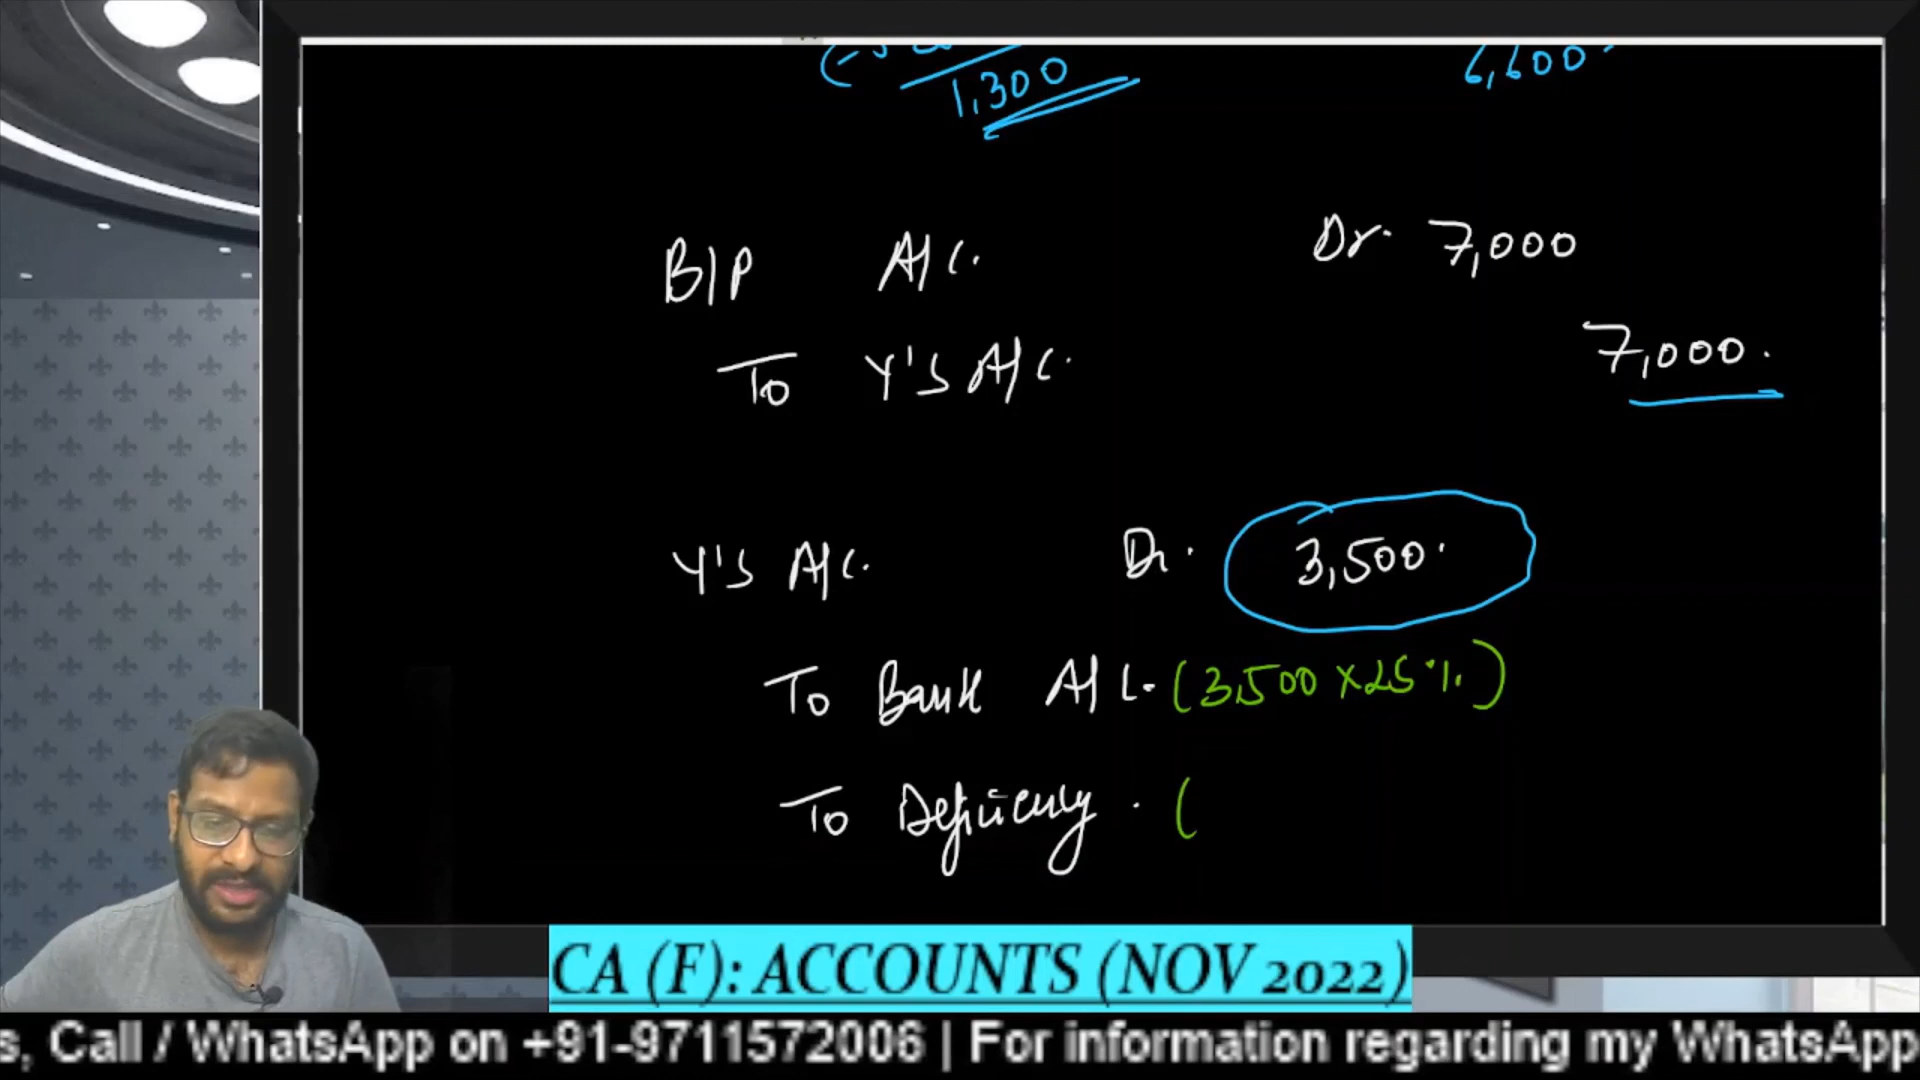 1,300
6,600
B/P A/C. Dr. 7,000
To Y's A/C. 7,000.
Y's A/C. Dr. 3,500.
To Bank A/C. (3,500 x 25%)
To Deficiency. (
CA (F): ACCOUNTS (NOV 2022)
s, Call / WhatsApp on +91-9711572006 | For information regarding my WhatsApp